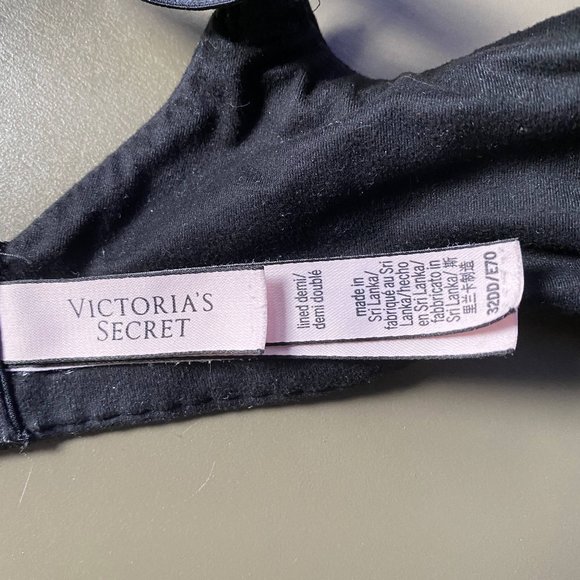 VICTORIA'S
SECRET
lined demi/
demi doublé
made in
Sri Lanka/
fabriqué au Sri
Lanka/hecho
en Sri Lanka/
fabbricato in
Sri Lanka/斯
里兰卡制造
32DD/E70